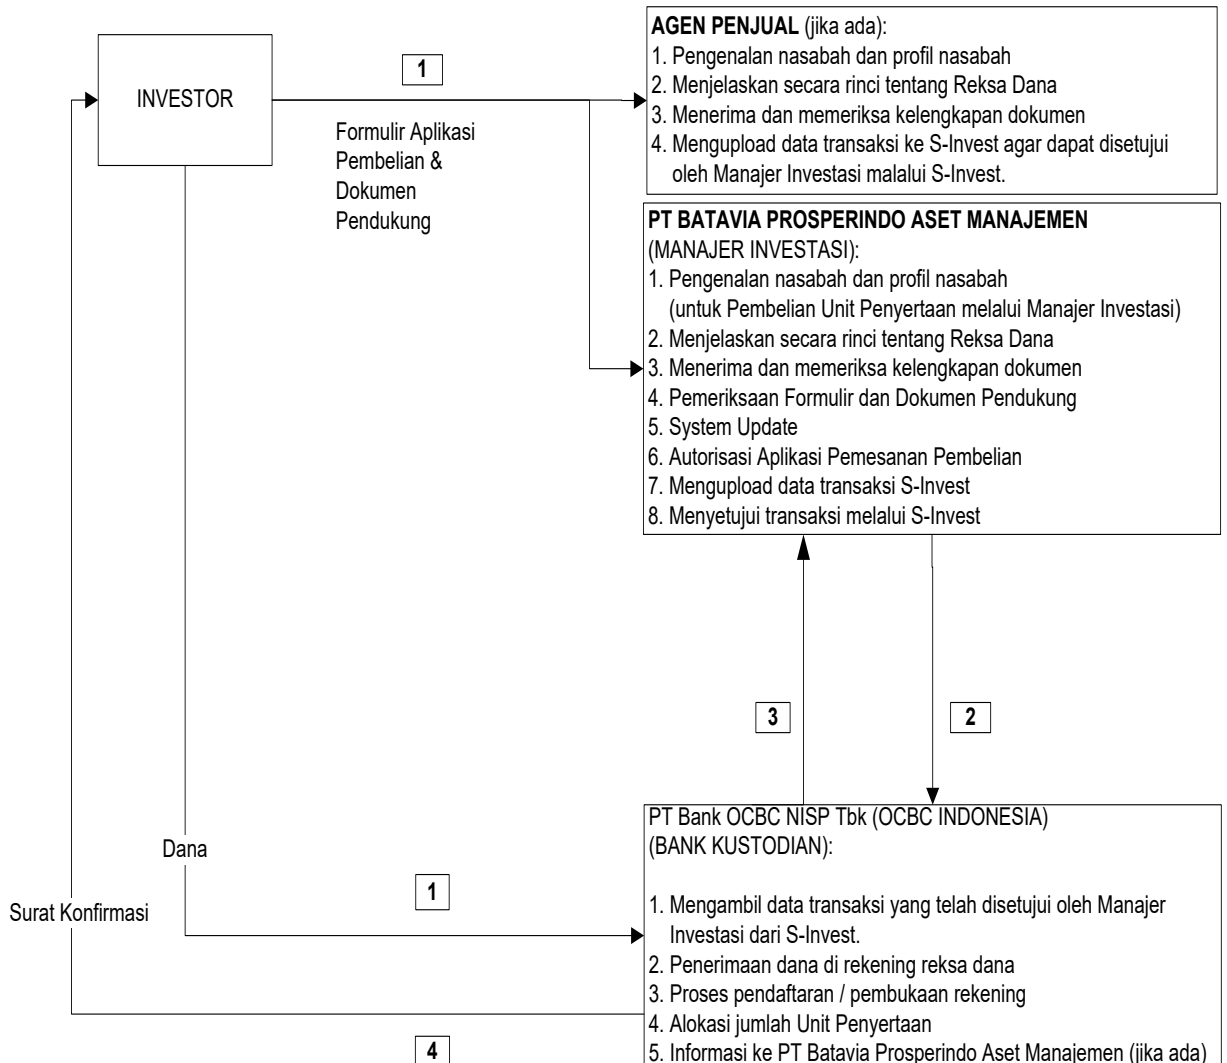 AGEN PENJUAL (jika ada):
1. Pengenalan nasabah dan profil nasabah
2. Menjelaskan secara rinci tentang Reksa Dana
3. Menerima dan memeriksa kelengkapan dokumen
4. Mengupload data transaksi ke S-Invest agar dapat disetujui
oleh Manajer Investasi malalui S-Invest.
INVESTOR
1
Formulir Aplikasi
Pembelian &
Dokumen
Pendukung
PT BATAVIA PROSPERINDO ASET MANAJEMEN
(MANAJER INVESTASI):
1. Pengenalan nasabah dan profil nasabah
(untuk Pembelian Unit Penyertaan melalui Manajer Investasi)
2. Menjelaskan secara rinci tentang Reksa Dana
3. Menerima dan memeriksa kelengkapan dokumen
4. Pemeriksaan Formulir dan Dokumen Pendukung
5. System Update
6. Autorisasi Aplikasi Pemesanan Pembelian
7. Mengupload data transaksi S-Invest
8. Menyetujui transaksi melalui S-Invest
3
2
Dana
1
Surat Konfirmasi
PT Bank OCBC NISP Tbk (OCBC INDONESIA)
(BANK KUSTODIAN):
1. Mengambil data transaksi yang telah disetujui oleh Manajer
Investasi dari S-Invest.
2. Penerimaan dana di rekening reksa dana
3. Proses pendaftaran / pembukaan rekening
4. Alokasi jumlah Unit Penyertaan
5. Informasi ke PT Batavia Prosperindo Aset Manajemen (jika ada)
4